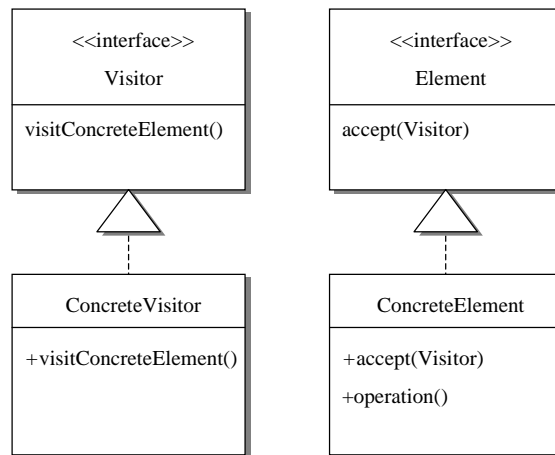 <<interface>>
Visitor
visitConcreteElement()
<<interface>>
Element
accept(Visitor)
ConcreteVisitor
+visitConcreteElement()
ConcreteElement
+accept(Visitor)
+operation()